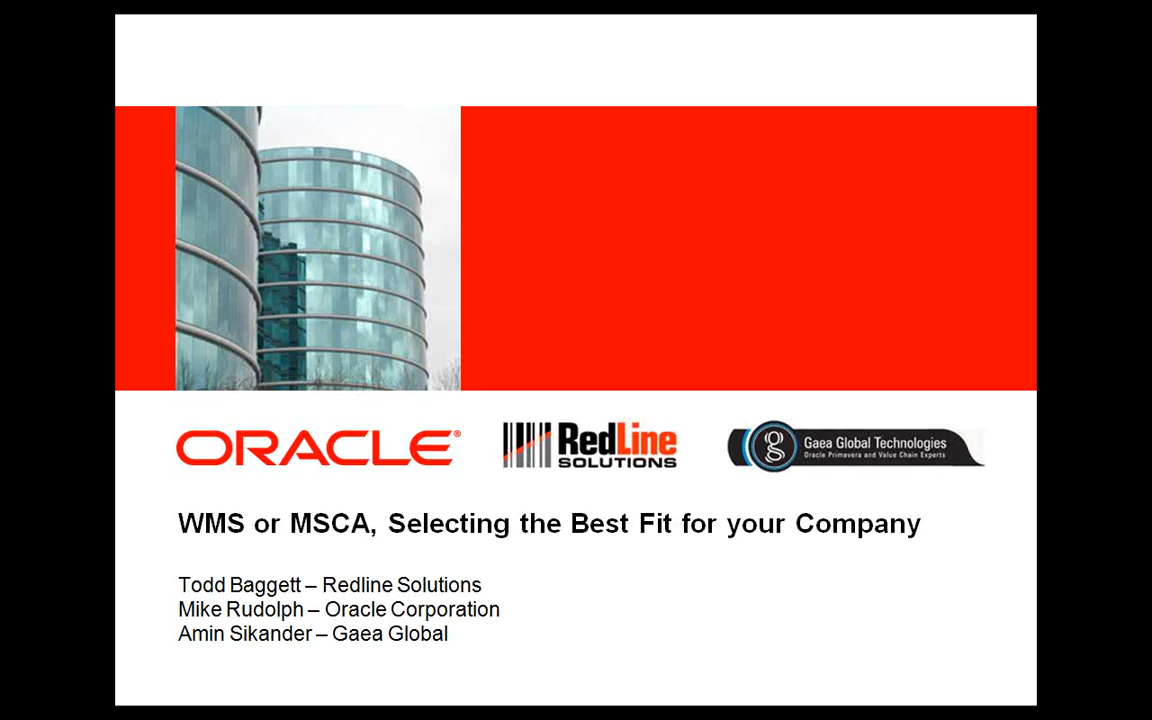 ORACLE®
RedLine
SOLUTIONS
g
Gaea Global Technologies
Oracle Primavera and Value Chain Experts
WMS or MSCA, Selecting the Best Fit for your Company
Todd Baggett – Redline Solutions
Mike Rudolph – Oracle Corporation
Amin Sikander – Gaea Global